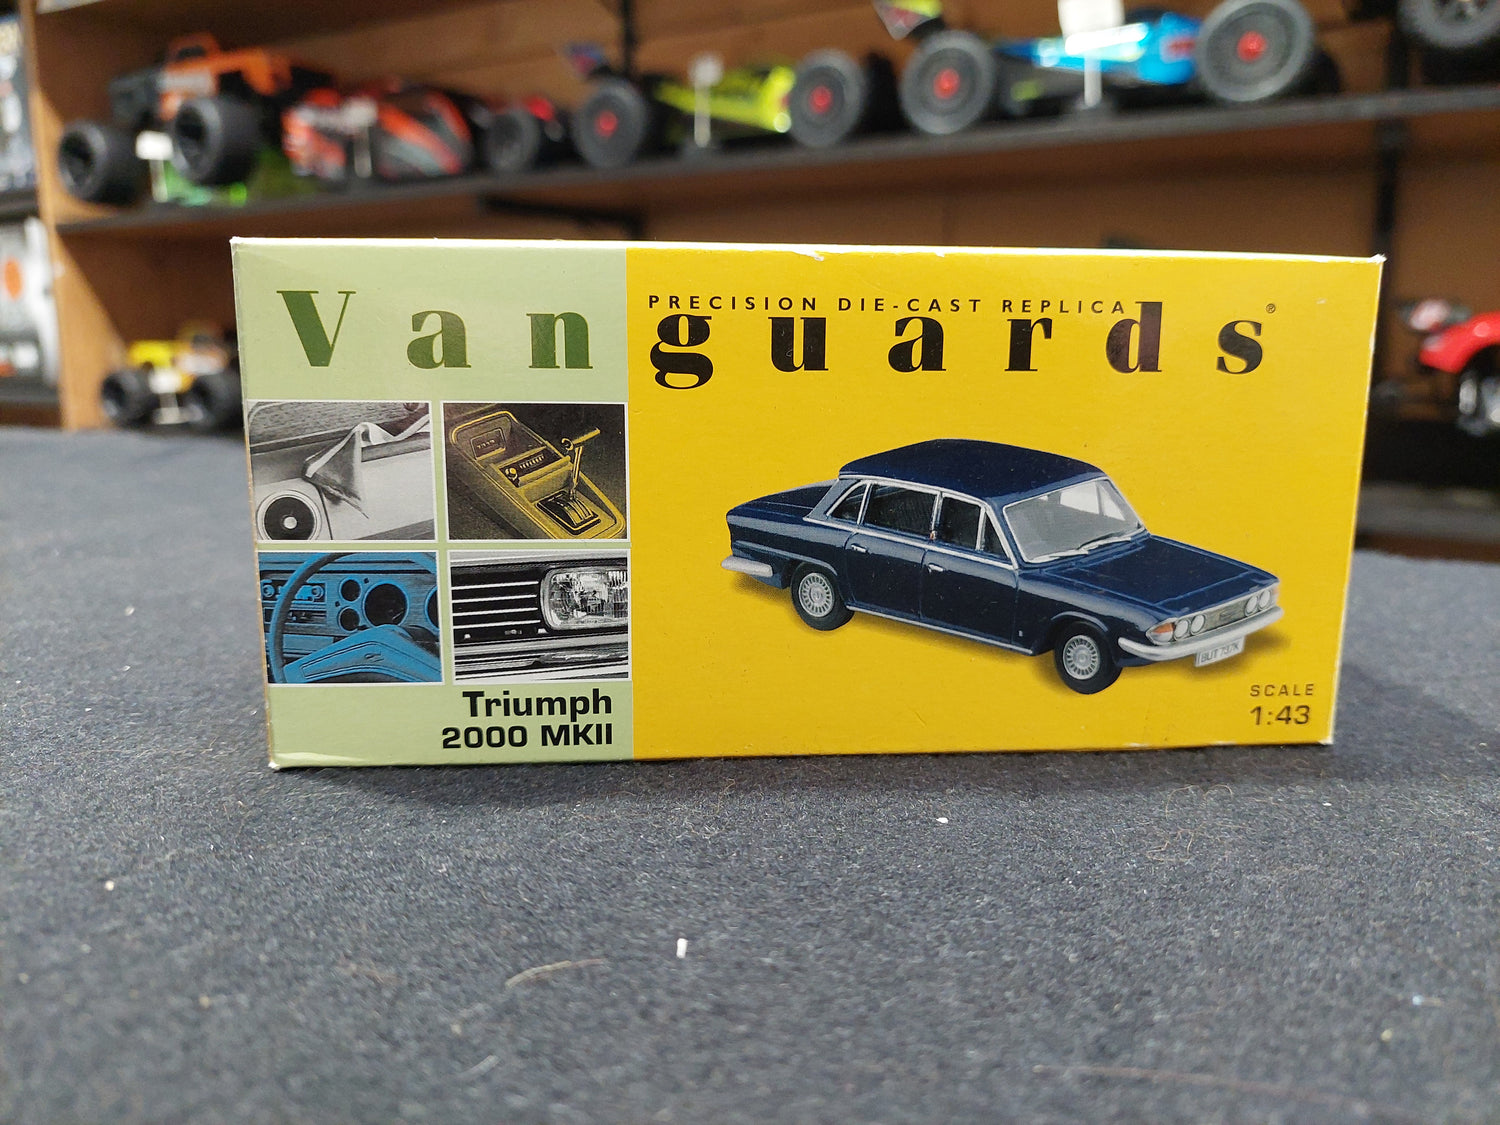 Vanguards®
PRECISION DIE-CAST REPLICA
Triumph
2000 MKII
SCALE
1:43